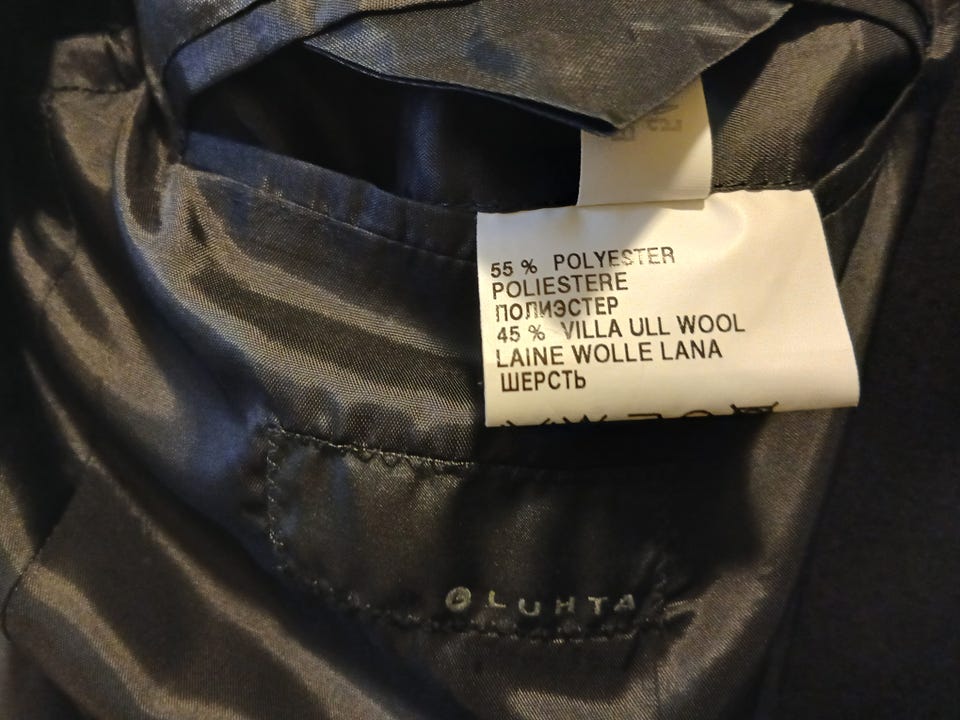 55 % POLYESTER
POLIESTERE
ПОЛИЭСТЕР
45 % VILLA ULL WOOL
LAINE WOLLE LANA
ШЕРСТЬ
LUHTA